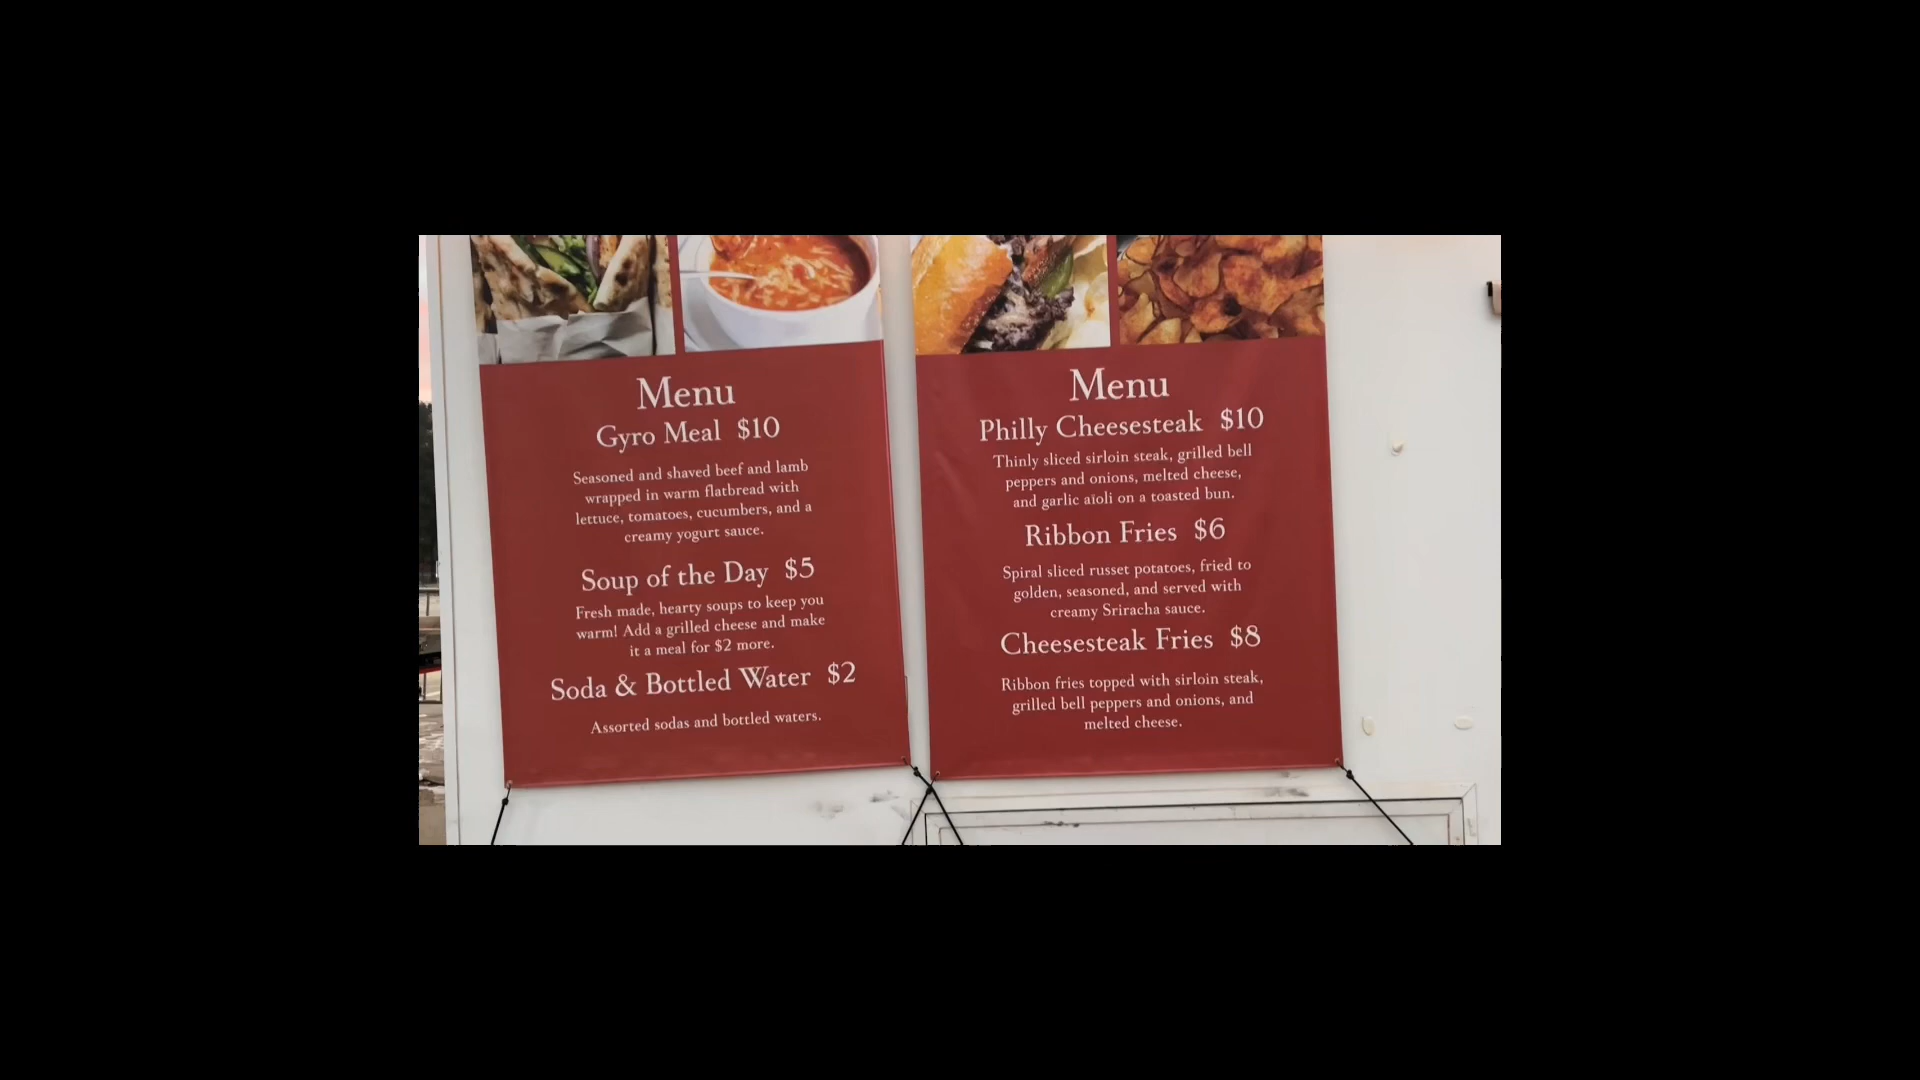 Menu
Gyro Meal $10
Seasoned and shaved beef and lamb
wrapped in warm flatbread with
lettuce, tomatoes, cucumbers, and a
creamy yogurt sauce.
Soup of the Day $5
Fresh made, hearty soups to keep you
warm! Add a grilled cheese and make
it a meal for $2 more.
Soda & Bottled Water $2
Assorted sodas and bottled waters.
Menu
Philly Cheesesteak $10
Thinly sliced sirloin steak, grilled bell
peppers and onions, melted cheese,
and garlic aïoli on a toasted bun.
Ribbon Fries $6
Spiral sliced russet potatoes, fried to
golden, seasoned, and served with
creamy Sriracha sauce.
Cheesesteak Fries $8
Ribbon fries topped with sirloin steak,
grilled bell peppers and onions, and
melted cheese.